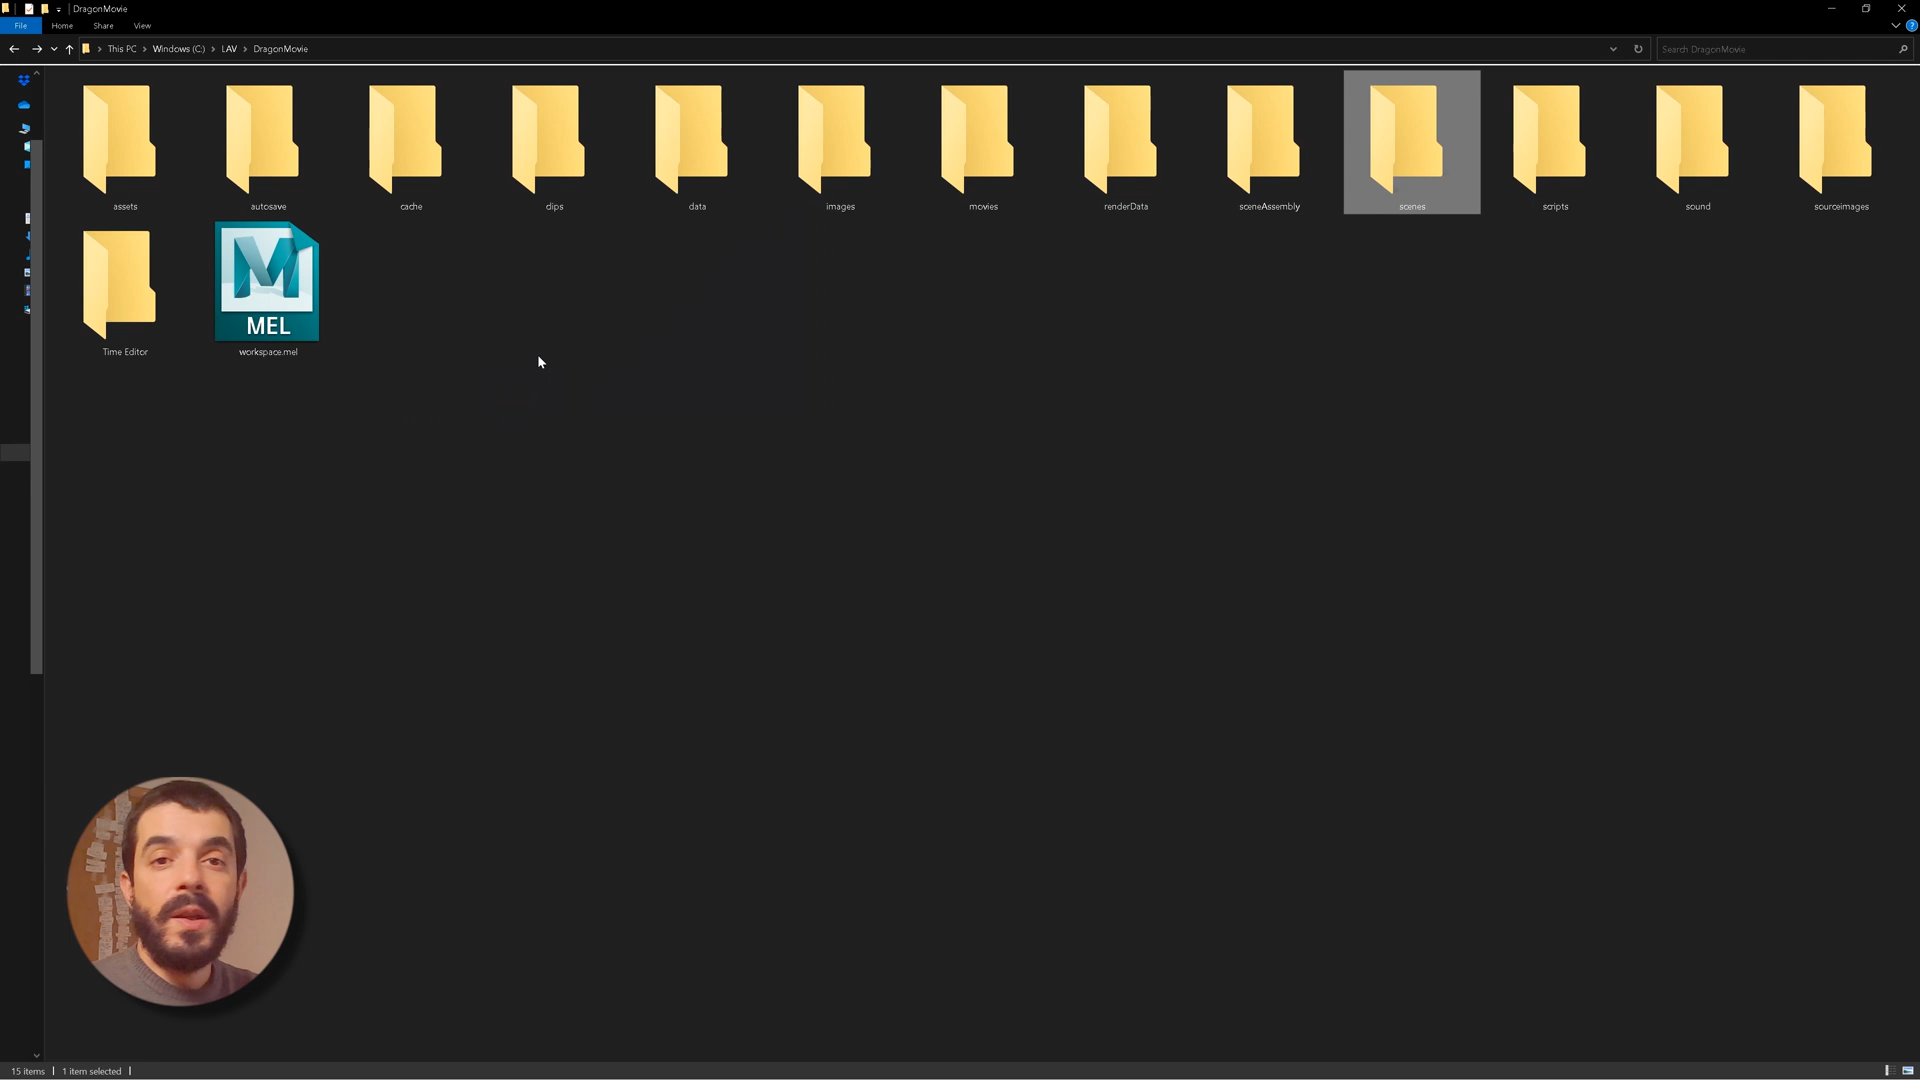 DragonMovie
File Home Share View
This PC Windows (C:) LAV DragonMovie
Search DragonMovie
assets autosave cache clips data images movies renderData sceneAssembly scenes scripts sound sourceimages
M
MEL
Time Editor workspace.mel
15 items 1 item selected